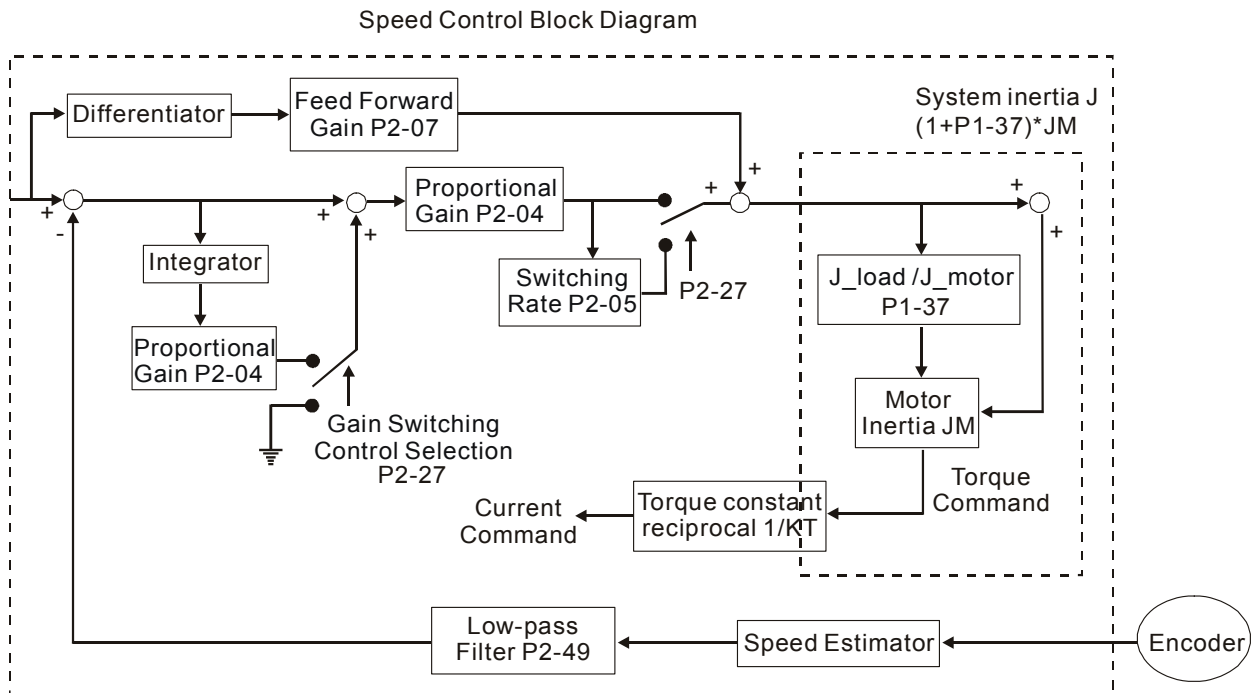 Speed Control Block Diagram
Differentiator
Feed Forward
Gain P2-07
System inertia J
(1+P1-37)*JM
+
-
+
+
Proportional
Gain P2-04
+
+
+
+
Integrator
Proportional
Gain P2-04
Switching
Rate P2-05
P2-27
J_load /J_motor
P1-37
Gain Switching
Control Selection
P2-27
Motor
Inertia JM
Torque
Command
Current
Command
Torque constant
reciprocal 1/KT
Low-pass
Filter P2-49
Speed Estimator
Encoder